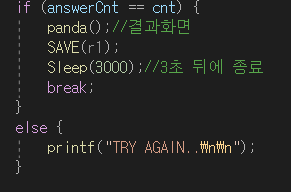 if (answerCnt == cnt) {
panda();//결과화면
SAVE(r1);
Sleep(3000);//3초 뒤에 종료
break;
}
else {
printf("TRY AGAIN..₩n₩n");
}